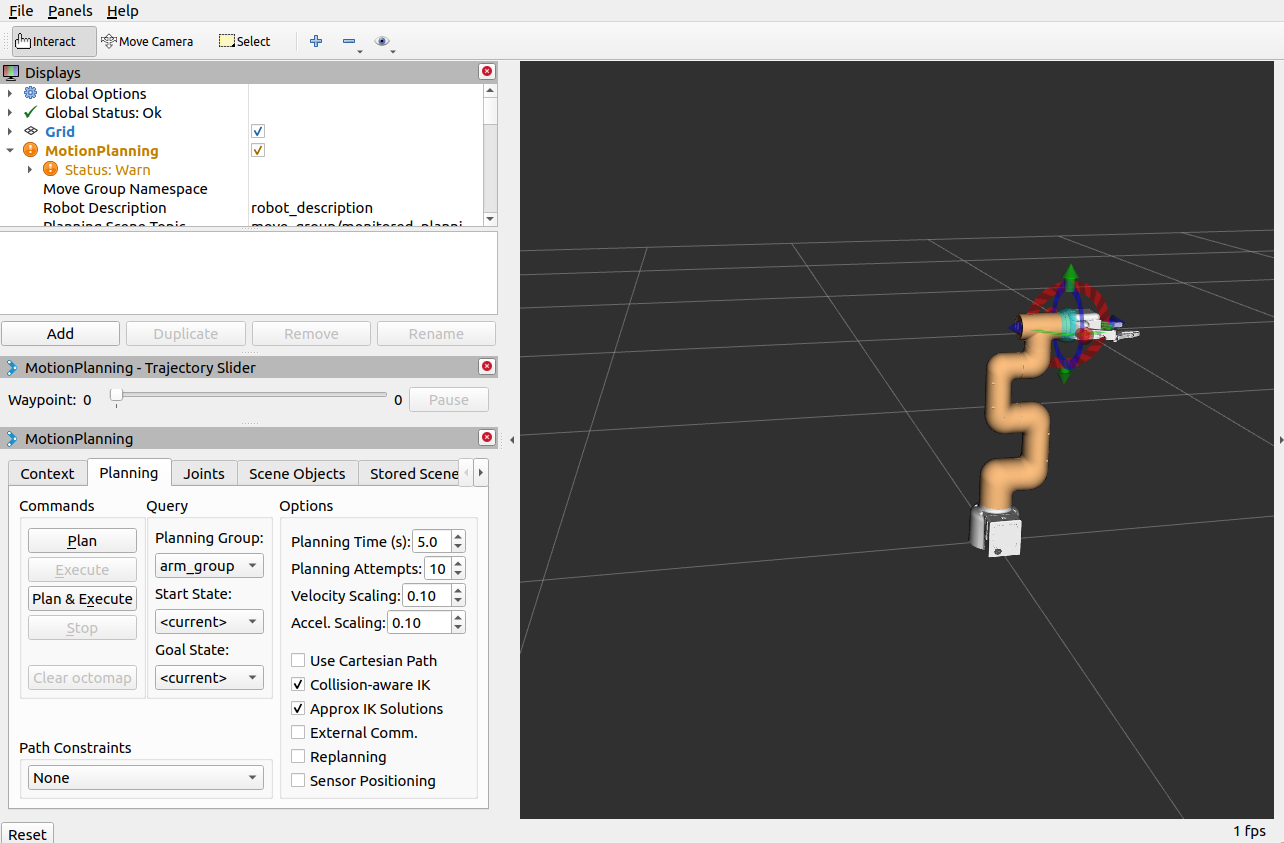 File Panels Help
Interact Move Camera Select
Displays
Global Options
Global Status: Ok
Grid
MotionPlanning
Status: Warn
Move Group Namespace
Robot Description robot_description
Planning Scene Topic move_group/monitored_planni
Add Duplicate Remove Rename
MotionPlanning - Trajectory Slider
Waypoint: 0 0 Pause
MotionPlanning
Context Planning Joints Scene Objects Stored Scene
Commands Query Options
Plan
Execute
Plan & Execute
Stop
Clear octomap
Planning Group:
arm_group
Start State:
<current>
Goal State:
<current>
Planning Time (s): 5.0
Planning Attempts: 10
Velocity Scaling: 0.10
Accel. Scaling: 0.10
Use Cartesian Path
Collision-aware IK
Approx IK Solutions
External Comm.
Replanning
Sensor Positioning
Path Constraints
None
Reset
1 fps